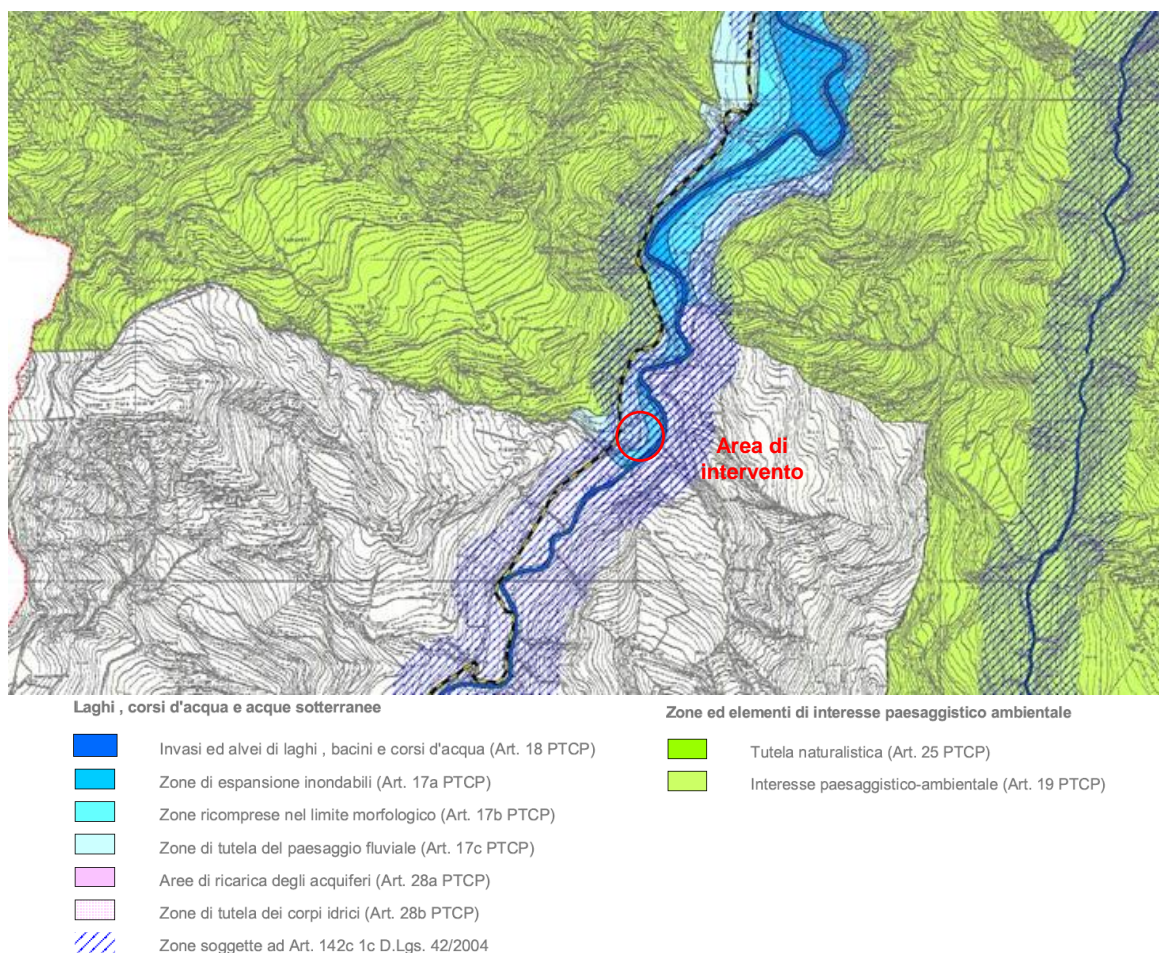 Area di
intervento
Laghi , corsi d'acqua e acque sotterranee
Invasi ed alvei di laghi , bacini e corsi d'acqua (Art. 18 PTCP)
Zone di espansione inondabili (Art. 17a PTCP)
Zone ricomprese nel limite morfologico (Art. 17b PTCP)
Zone di tutela del paesaggio fluviale (Art. 17c PTCP)
Aree di ricarica degli acquiferi (Art. 28a PTCP)
Zone di tutela dei corpi idrici (Art. 28b PTCP)
Zone soggette ad Art. 142c 1c D.Lgs. 42/2004
Zone ed elementi di interesse paesaggistico ambientale
Tutela naturalistica (Art. 25 PTCP)
Interesse paesaggistico-ambientale (Art. 19 PTCP)